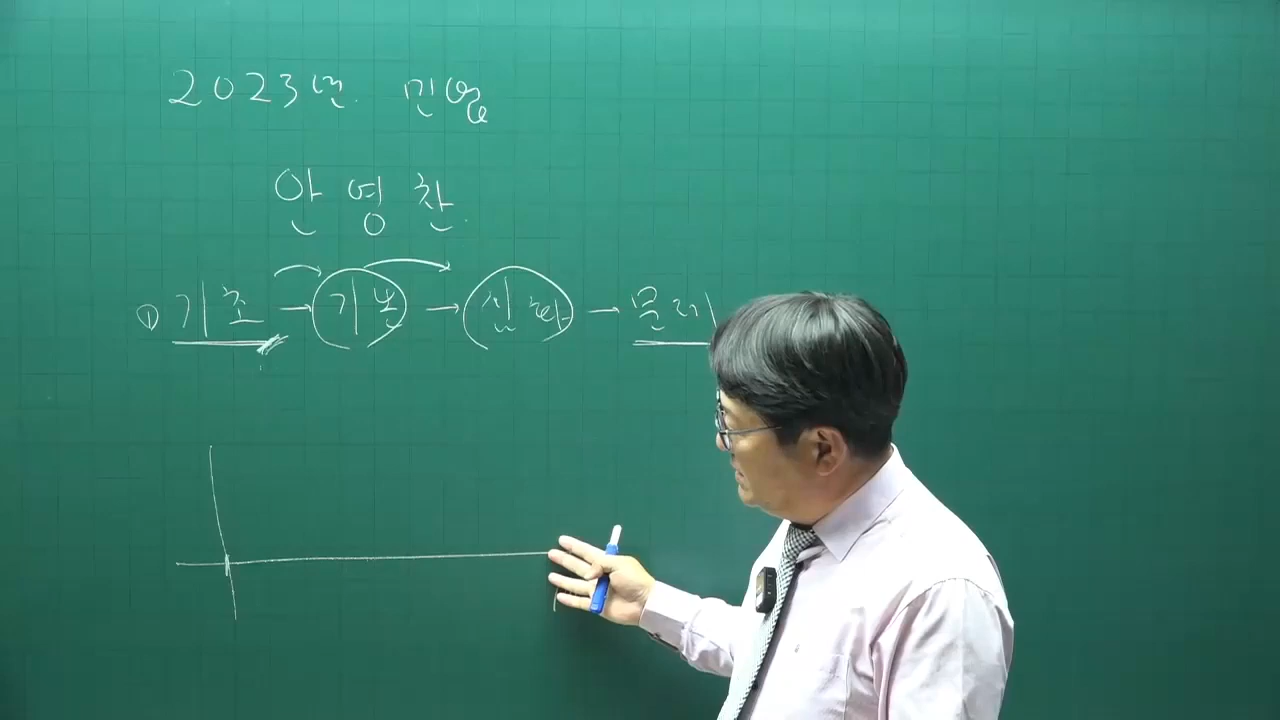 2023년. 민법
안영찬.
① 기초 → 기본 → 심화 → 문제